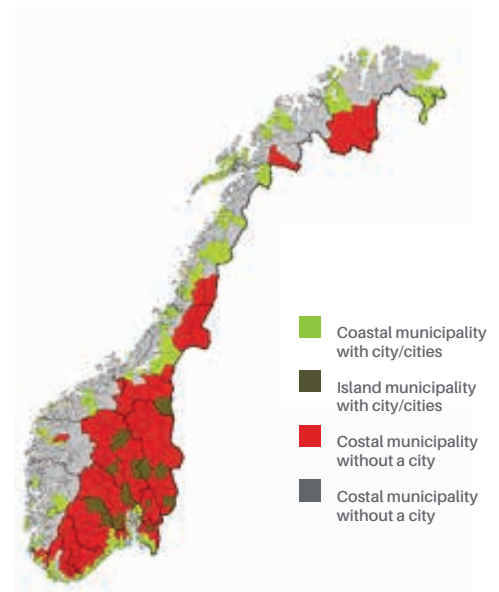 Coastal municipality
with city/cities
Island municipality
with city/cities
Costal municipality
without a city
Costal municipality
without a city